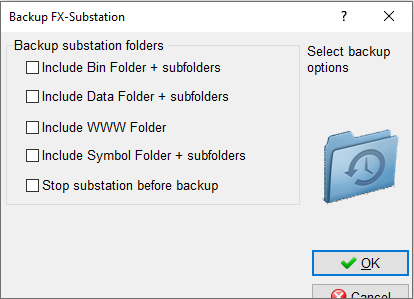 Backup FX-Substation
?
Backup substation folders
Include Bin Folder + subfolders
Include Data Folder + subfolders
Include WWW Folder
Include Symbol Folder + subfolders
Stop substation before backup
Select backup
options
OK
Cancel